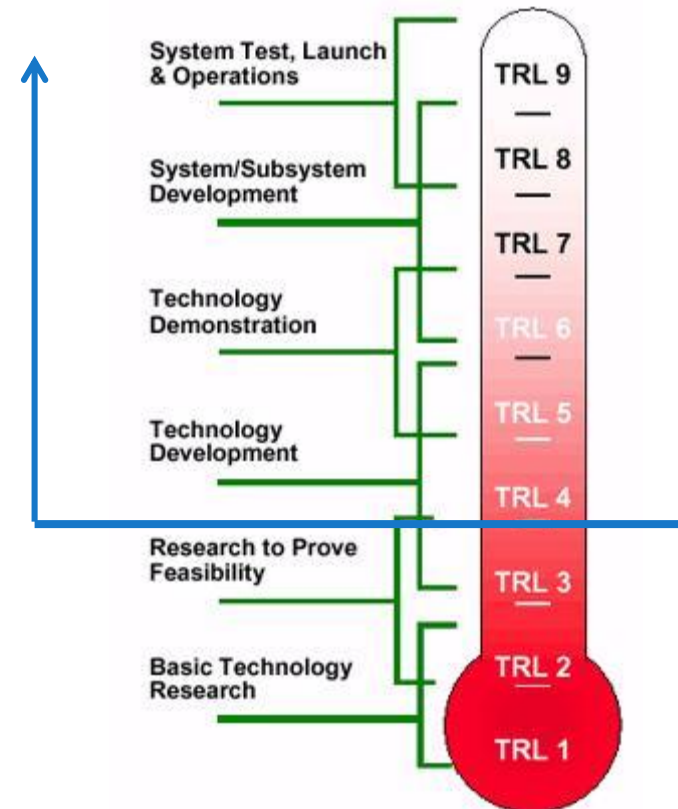 System Test, Launch
& Operations
System/Subsystem
Development
Technology
Demonstration
Technology
Development
Research to Prove
Feasibility
Basic Technology
Research
TRL 9
TRL 8
TRL 7
TRL 6
TRL 5
TRL 4
TRL 3
TRL 2
TRL 1